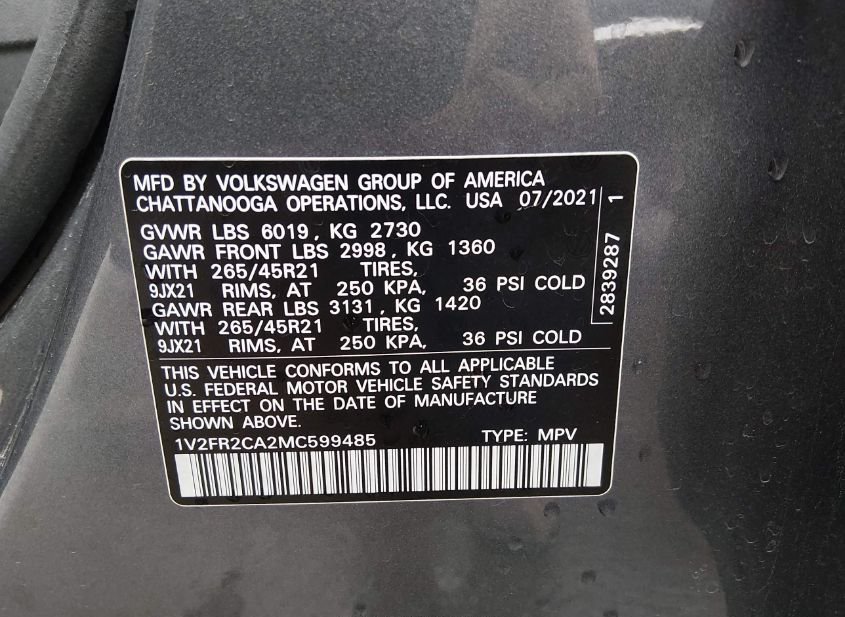 MFD BY VOLKSWAGEN GROUP OF AMERICA
CHATTANOOGA OPERATIONS, LLC. USA 07/2021
GVWR LBS 6019, KG 2730
GAWR FRONT LBS 2998, KG 1360
WITH 265/45R21 TIRES,
9JX21 RIMS, AT 250 KPA, 36 PSI COLD
GAWR REAR LBS 3131, KG 1420
WITH 265/45R21 TIRES,
9JX21 RIMS, AT 250 KPA, 36 PSI COLD
2839287 1
THIS VEHICLE CONFORMS TO ALL APPLICABLE
U.S. FEDERAL MOTOR VEHICLE SAFETY STANDARDS
IN EFFECT ON THE DATE OF MANUFACTURE
SHOWN ABOVE.
1V2FR2CA2MC599485 TYPE: MPV